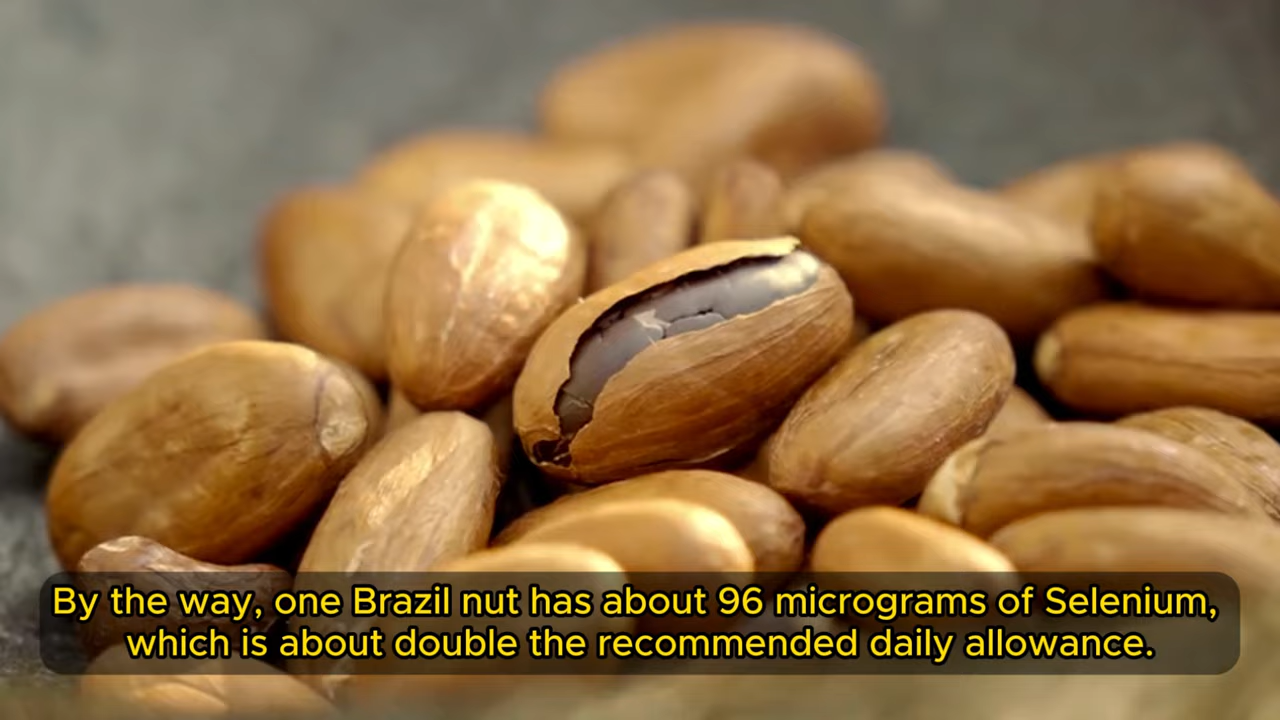 By the way, one Brazil nut has about 96 micrograms of Selenium,
which is about double the recommended daily allowance.